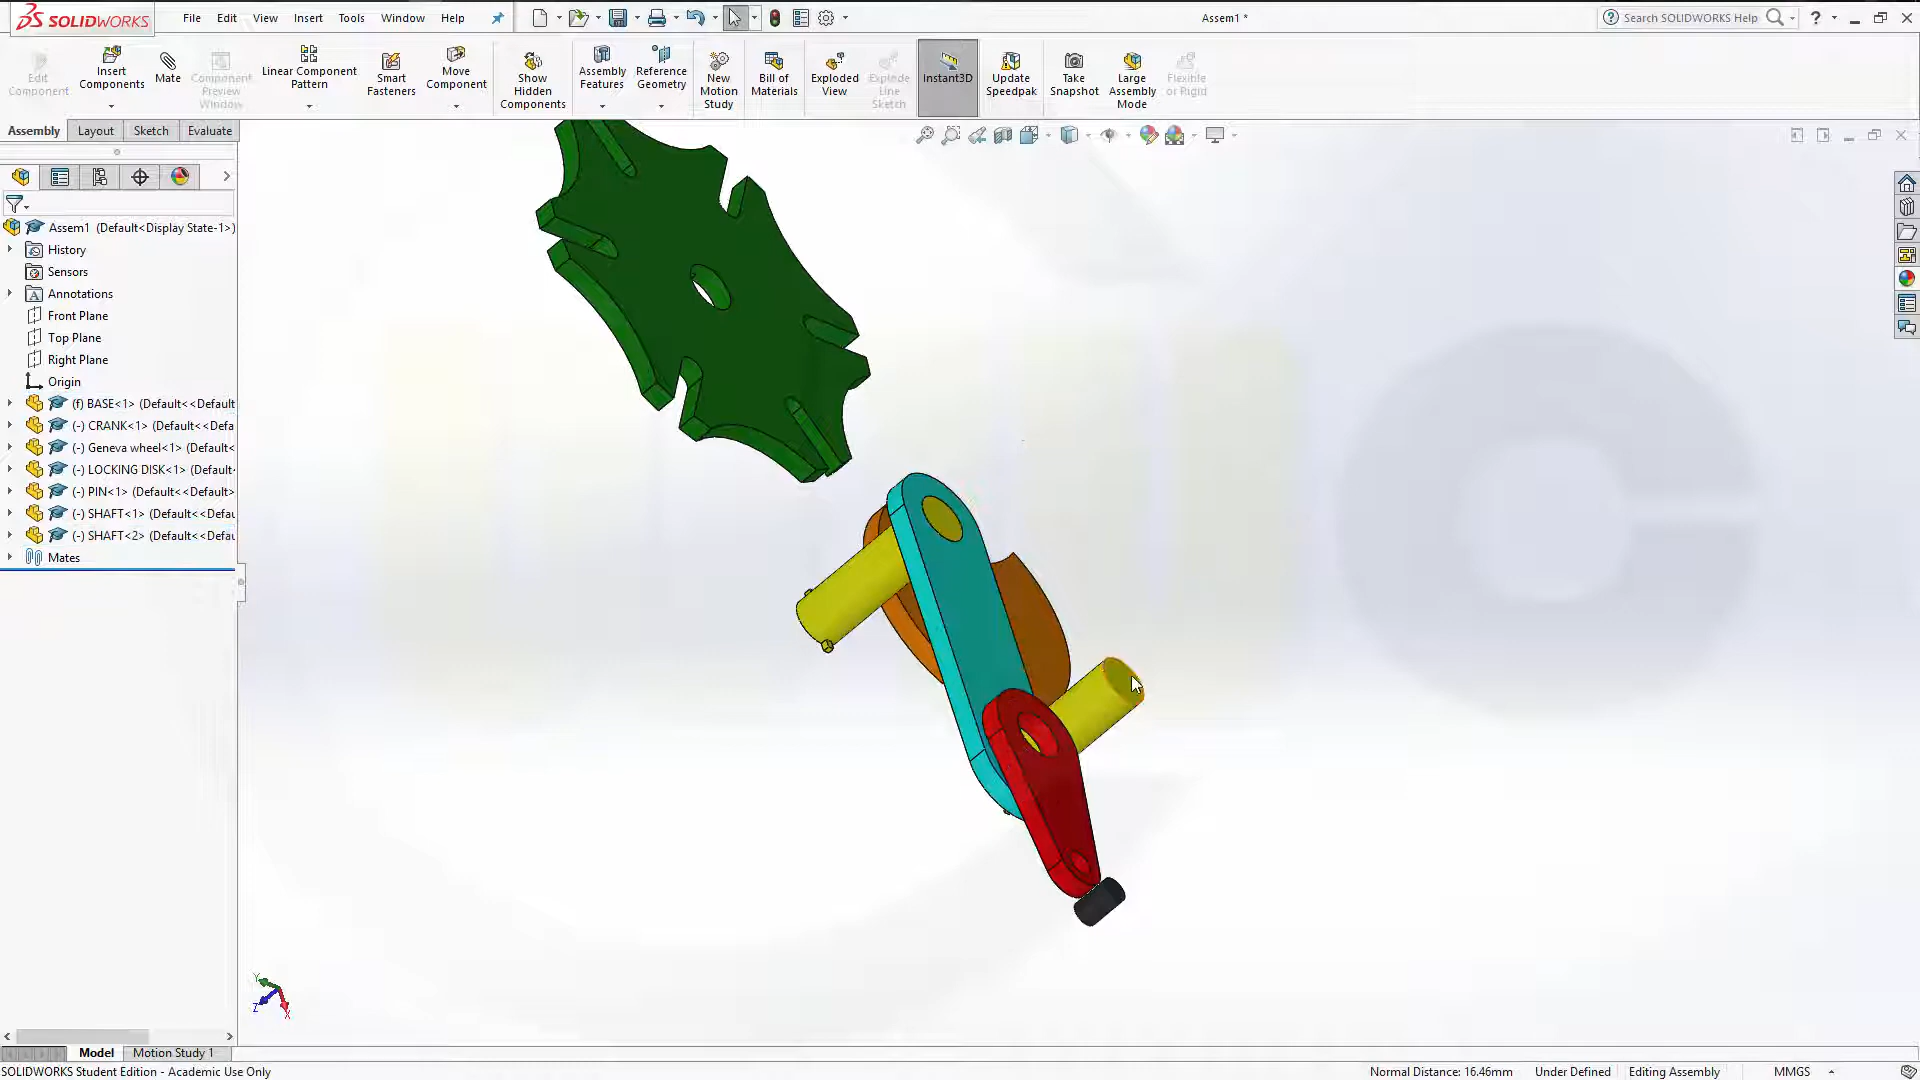 SOLIDWORKS
File Edit View Insert Tools Window Help
Assem1 *
Search SOLIDWORKS Help
Edit Component
Insert Components
Mate
Component Preview Window
Linear Component Pattern
Smart Fasteners
Move Component
Show Hidden Components
Assembly Features
Reference Geometry
New Motion Study
Bill of Materials
Exploded View
Explode Line Sketch
Instant3D
Update Speedpak
Take Snapshot
Large Assembly Mode
Flexible or Rigid
Assembly Layout Sketch Evaluate
Assem1 (Default<Display State-1>)
History
Sensors
Annotations
Front Plane
Top Plane
Right Plane
Origin
(f) BASE<1> (Default<<Default
(-) CRANK<1> (Default<<Defa
(-) Geneva wheel<1> (Default<
(-) LOCKING DISK<1> (Default
(-) PIN<1> (Default<<Default>
(-) SHAFT<1> (Default<<Defau
(-) SHAFT<2> (Default<<Defau
Mates
Y
Z
X
Model Motion Study 1
SOLIDWORKS Student Edition - Academic Use Only
Normal Distance: 16.46mm Under Defined Editing Assembly MMGS